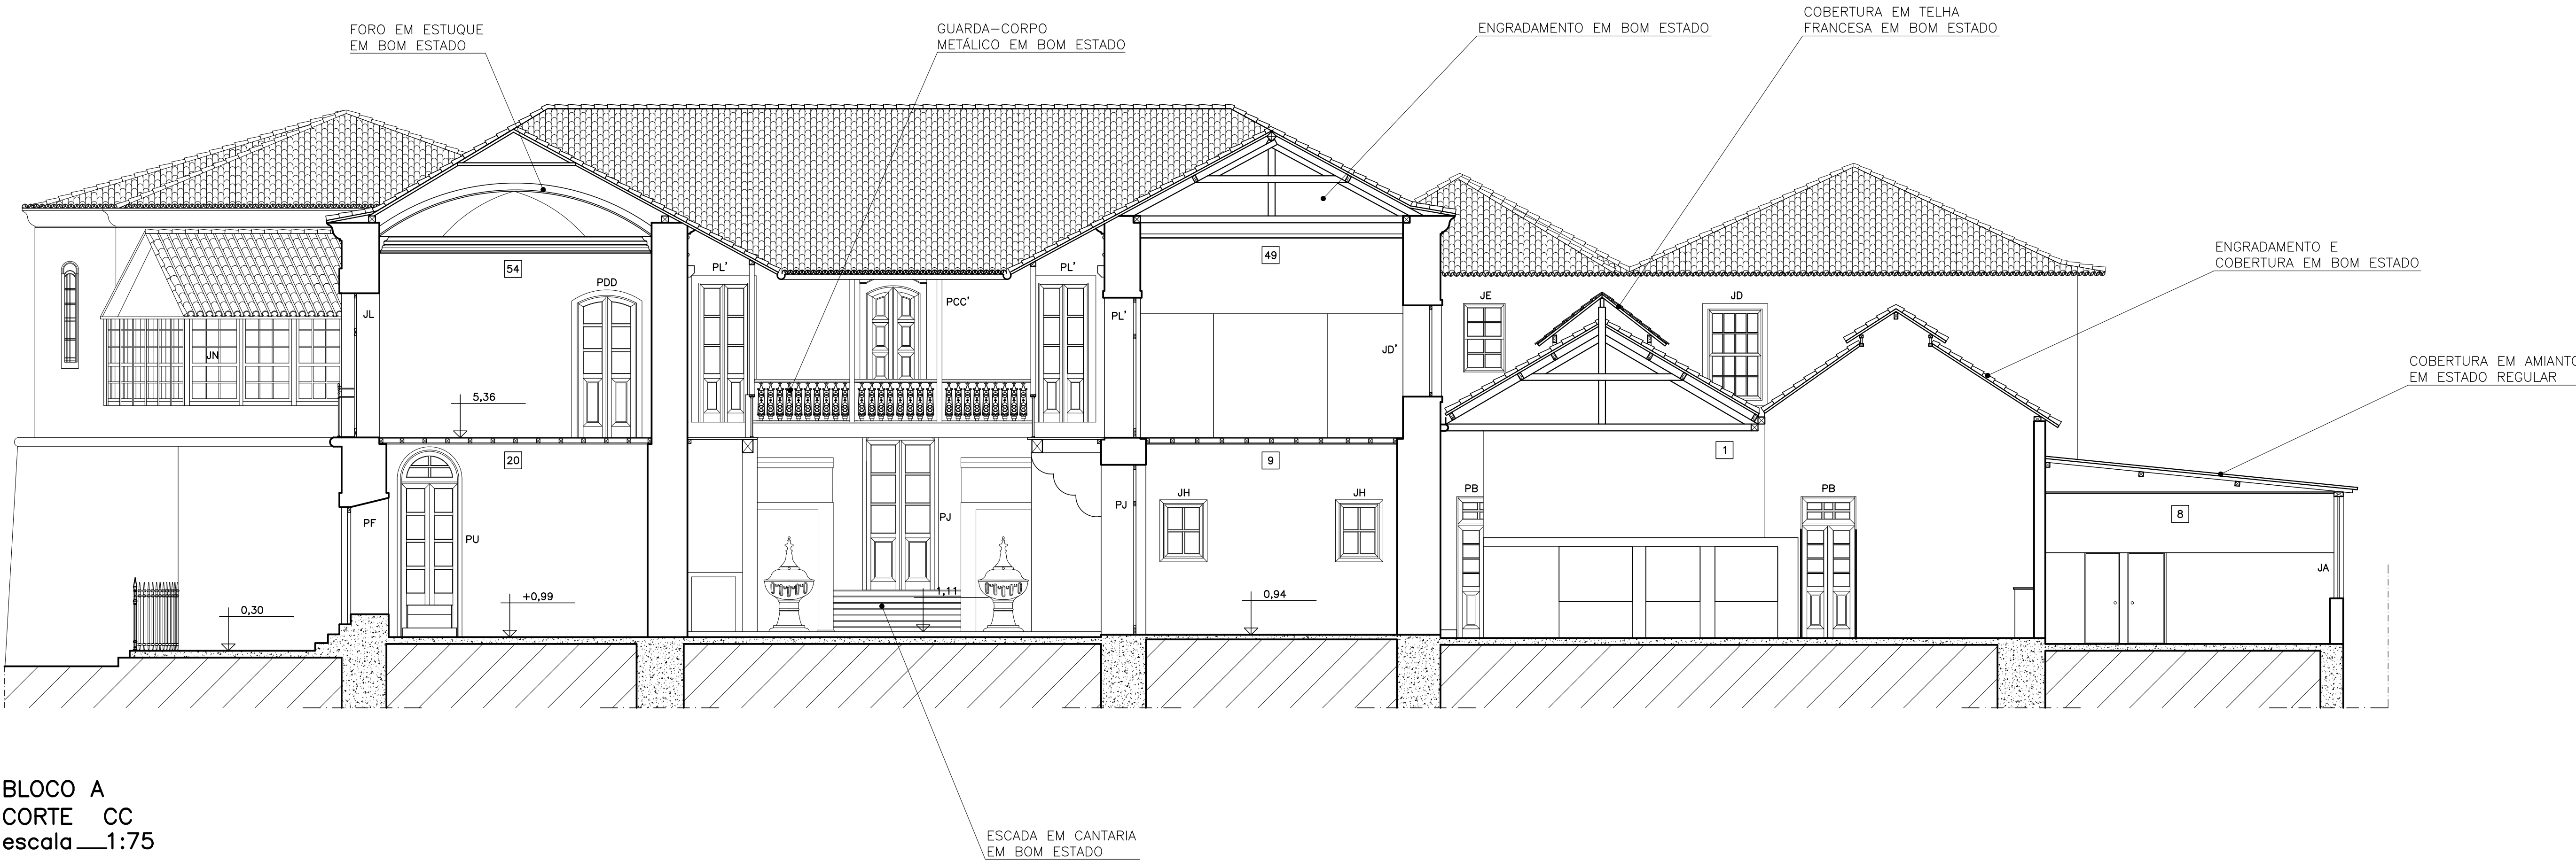 COBERTURA EM TELHA
FRANCESA EM BOM ESTADO
FORO EM ESTUQUE
EM BOM ESTADO
GUARDA-CORPO
METÁLICO EM BOM ESTADO
ENGRADAMENTO EM BOM ESTADO
ENGRADAMENTO E
COBERTURA EM BOM ESTADO
COBERTURA EM AMIANTO
EM ESTADO REGULAR
54
PDD
JL
JN
5,36
PL'
PL'
PCC'
PL'
49
JD'
JE
JD
20
PF
PU
+0,99
0,30
PJ
1,11
PJ
9
JH
JH
0,94
1
PB
PB
8
JA
BLOCO A
CORTE CC
escala 1:75
ESCADA EM CANTARIA
EM BOM ESTADO